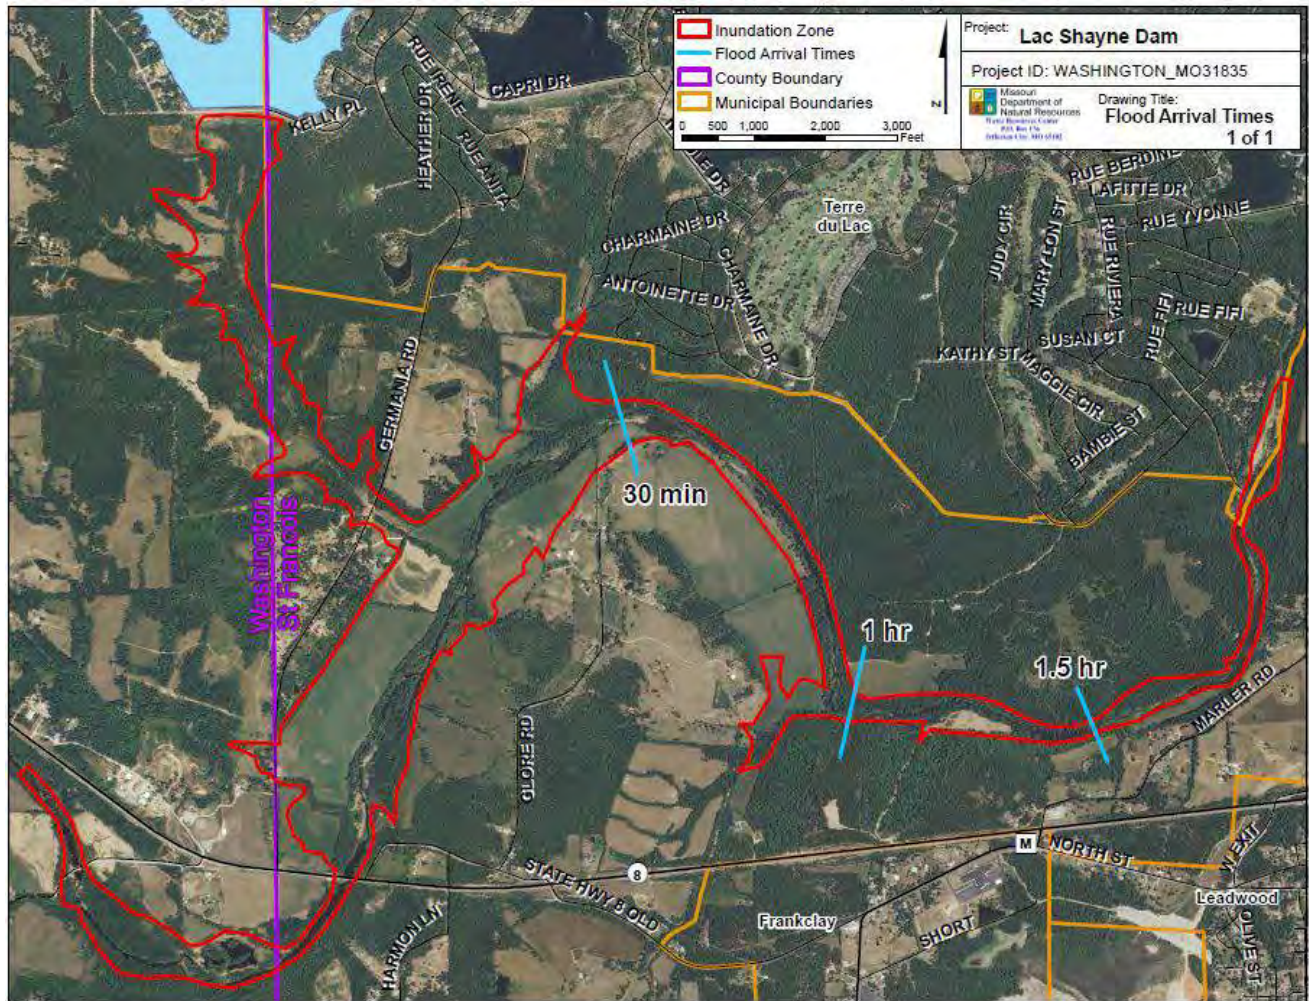 Inundation Zone
Flood Arrival Times
County Boundary
Municipal Boundaries
0 500 1,000 2,000 3,000
Feet
N
Project: Lac Shayne Dam
Project ID: WASHINGTON_MO31835
Missouri
Department of
Natural Resources
Drawing Title:
Flood Arrival Times
1 of 1
KELLY PL
HEATHER DR
RUE IRENE
RUE ANITA
CAPRI DR
CHARMAINE DR
ANTOINETTE DR
CHARMAINE DR
Terre
du Lac
JUDY CIR
MARY LON ST
RUE RIVIERA
RUE BERDINE
LAFITTE DR
RUE YVONNE
RUE FIFI
RUE FIFI
SUSAN CT
KATHY ST
MAGGIE CIR
BAMBIE ST
GERMANIA RD
30 min
Washington
St Francois
1 hr
1.5 hr
MARLER RD
GLORE RD
STATE HWY 8 OLD
8
M
NORTH ST
W EXIT
Leadwood
OLIVE ST
Frankclay
SHORT
HARMON LN